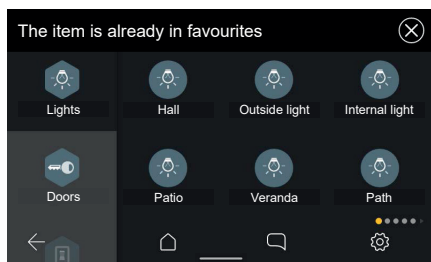 The item is already in favourites
Lights
Hall
Outside light
Internal light
Doors
Patio
Veranda
Path